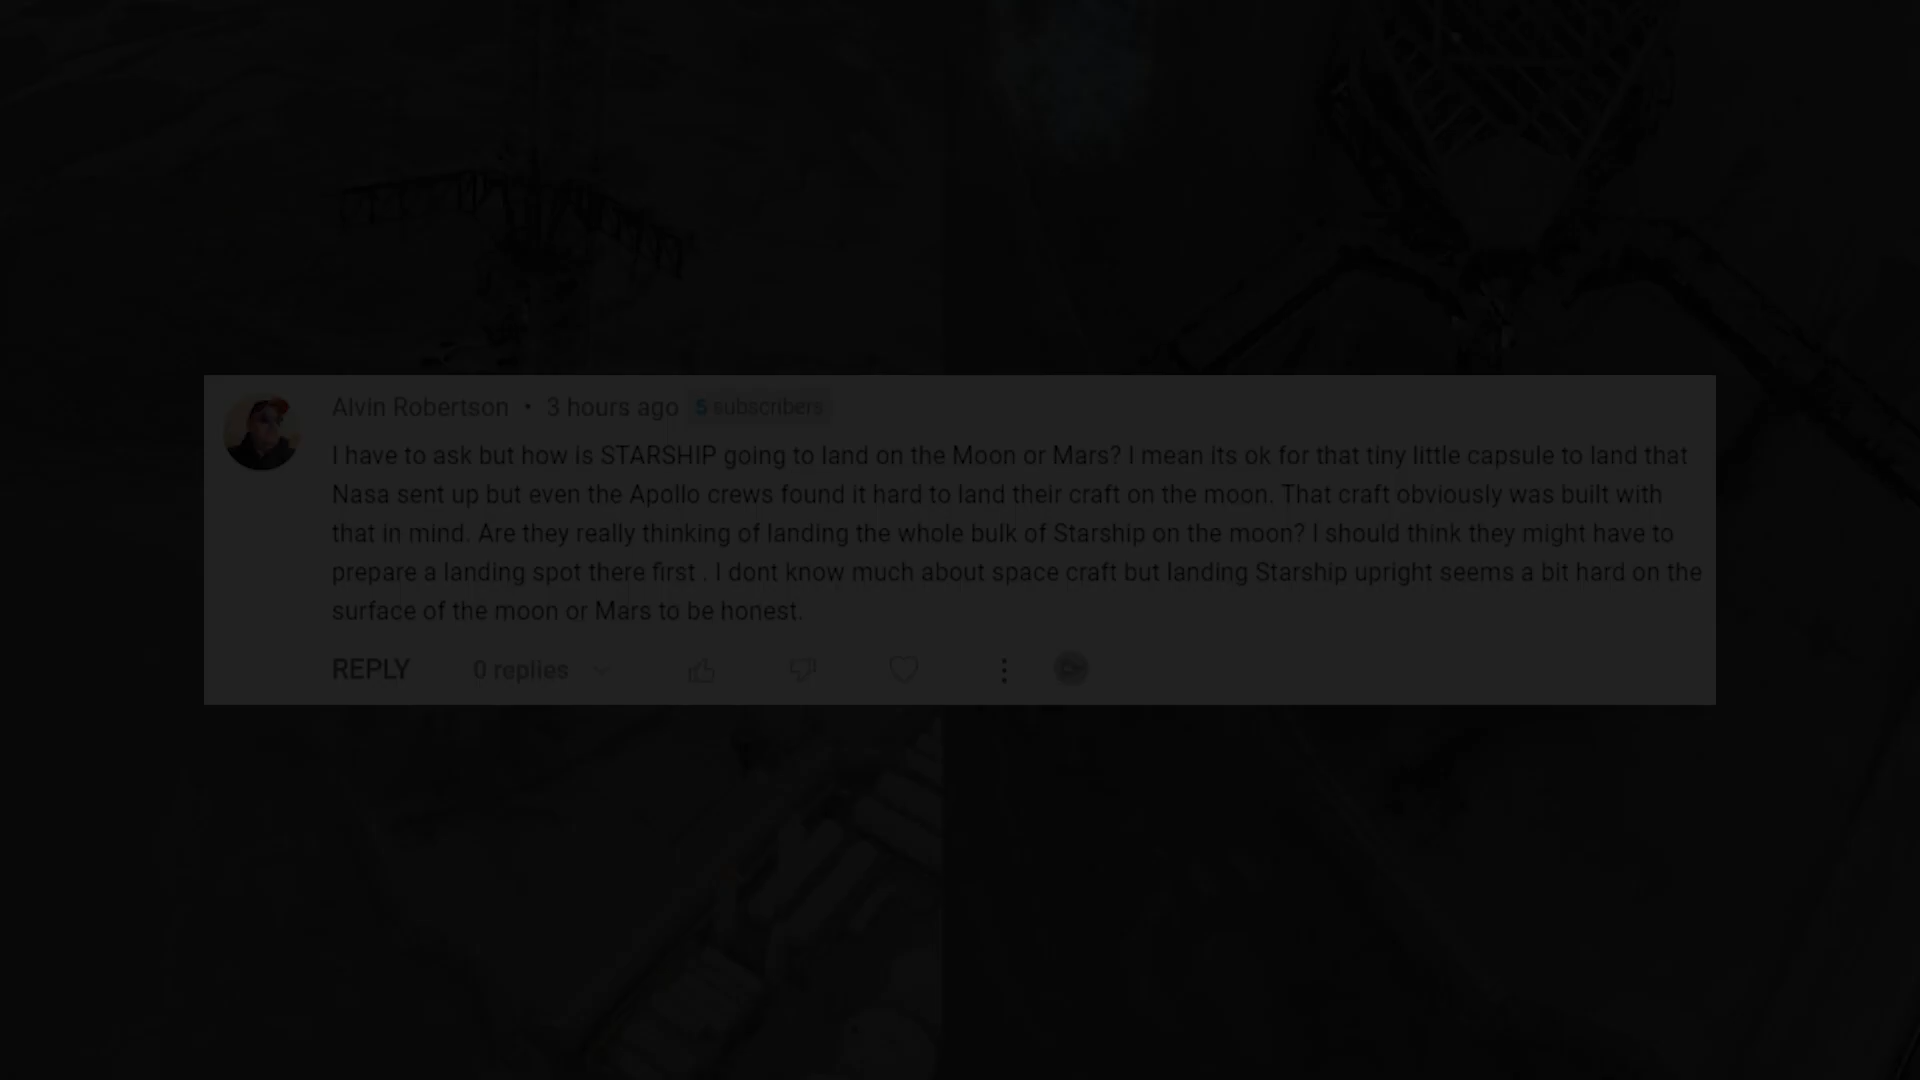 Alvin Robertson • 3 hours ago 5 subscribers
I have to ask but how is STARSHIP going to land on the Moon or Mars? I mean its ok for that tiny little capsule to land that
Nasa sent up but even the Apollo crews found it hard to land their craft on the moon. That craft obviously was built with
that in mind. Are they really thinking of landing the whole bulk of Starship on the moon? I should think they might have to
prepare a landing spot there first . I dont know much about space craft but landing Starship upright seems a bit hard on the
surface of the moon or Mars to be honest.
REPLY 0 replies